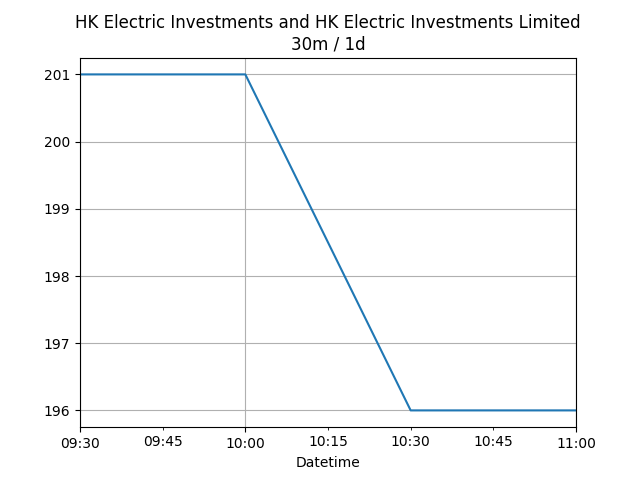 HK Electric Investments and HK Electric Investments Limited
30m / 1d
201
200
199
198
197
196
09:30 09:45 10:00 10:15 10:30 10:45 11:00
Datetime